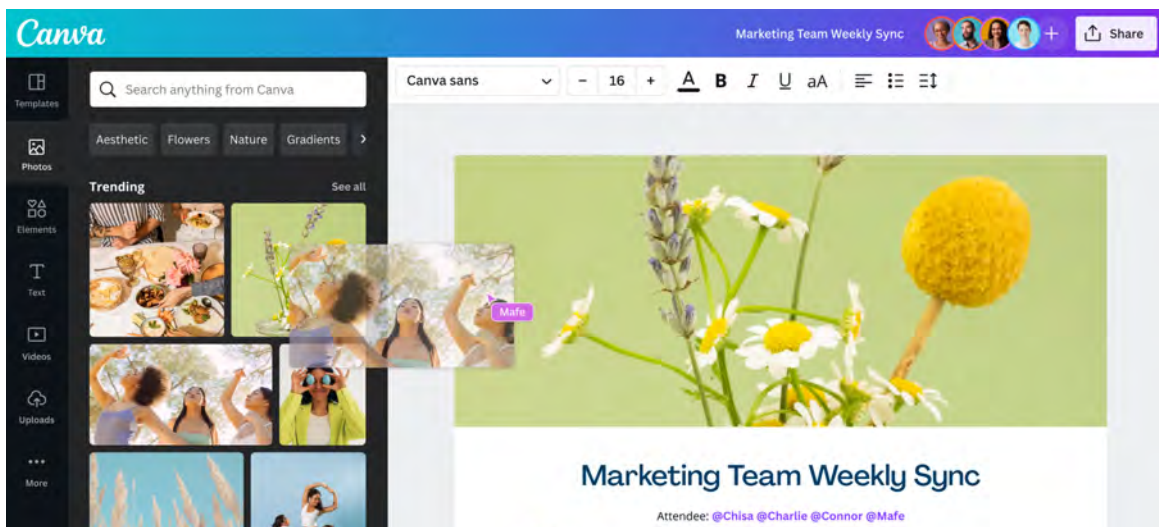 Canva
Marketing Team Weekly Sync
Share
Templates
Photos
Elements
Text
Videos
Uploads
More
Search anything from Canva
Aesthetic Flowers Nature Gradients
Trending See all
Canva sans - 16 + A B I U aA
Mafe
Marketing Team Weekly Sync
Attendee: @Chisa @Charlie @Connor @Mafe